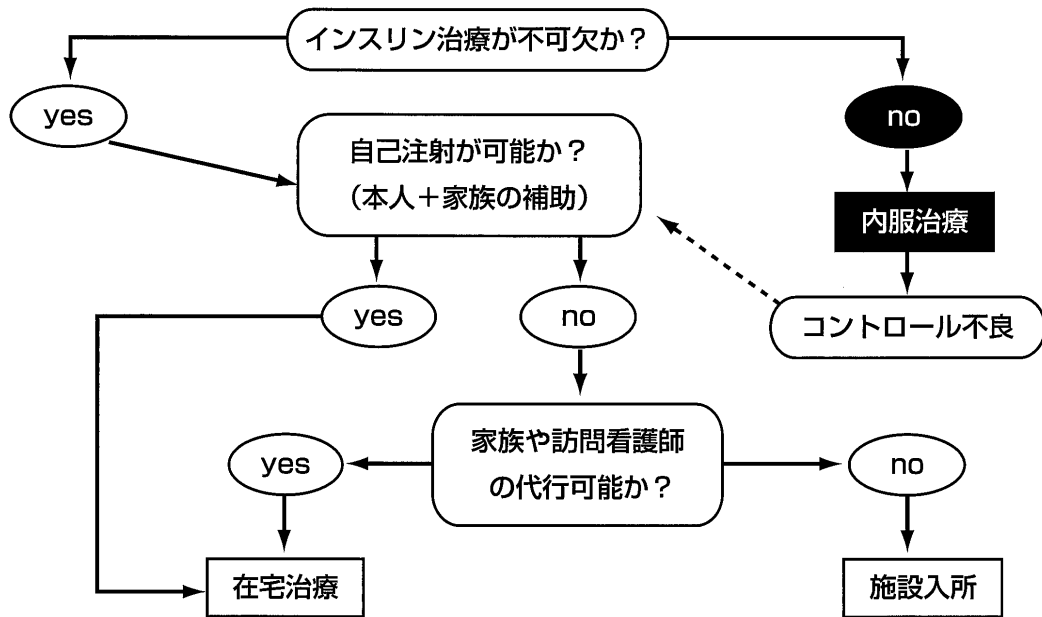 インスリン治療が不可欠か？
yes
no
自己注射が可能か？
（本人＋家族の補助）
内服治療
yes
no
コントロール不良
家族や訪問看護師
の代行可能か？
yes
no
在宅治療
施設入所